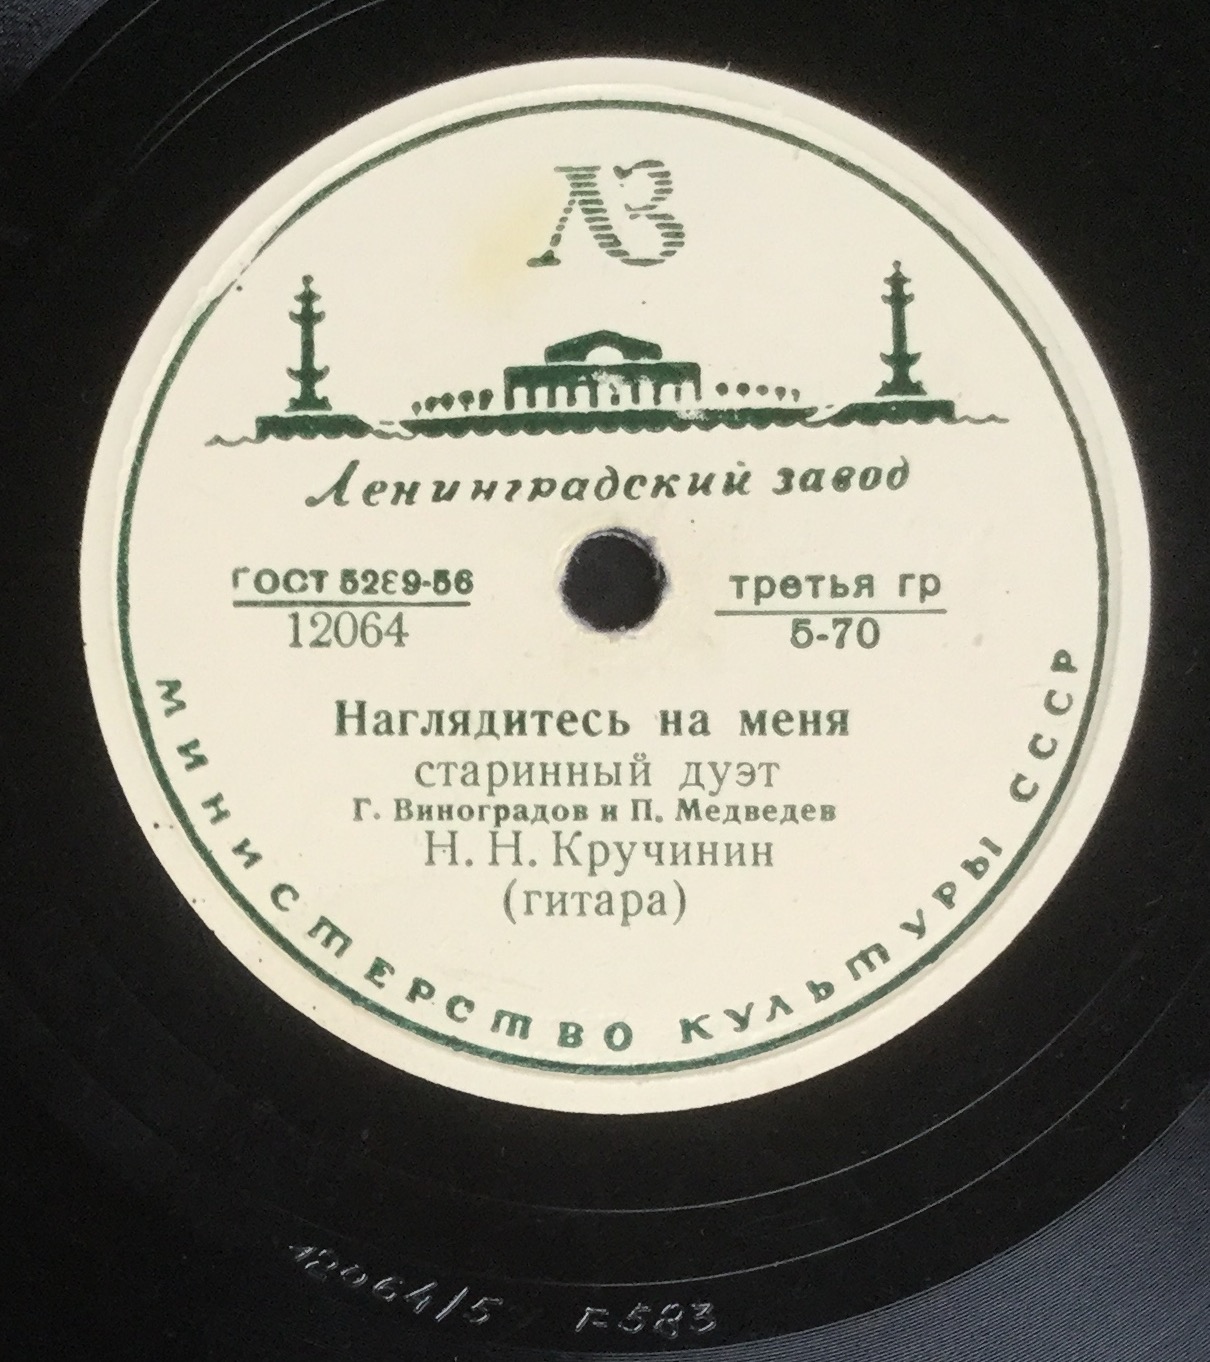 ЛЗ
Ленинградский завод
ГОСТ 5289-56
12064
третья гр
5-70
Наглядитесь на меня
старинный дуэт
Г. Виноградов и П. Медведев
Н. Н. Кручинин
(гитара)
МИНИСТЕРСТВО КУЛЬТУРЫ СССР
12064/5 F583